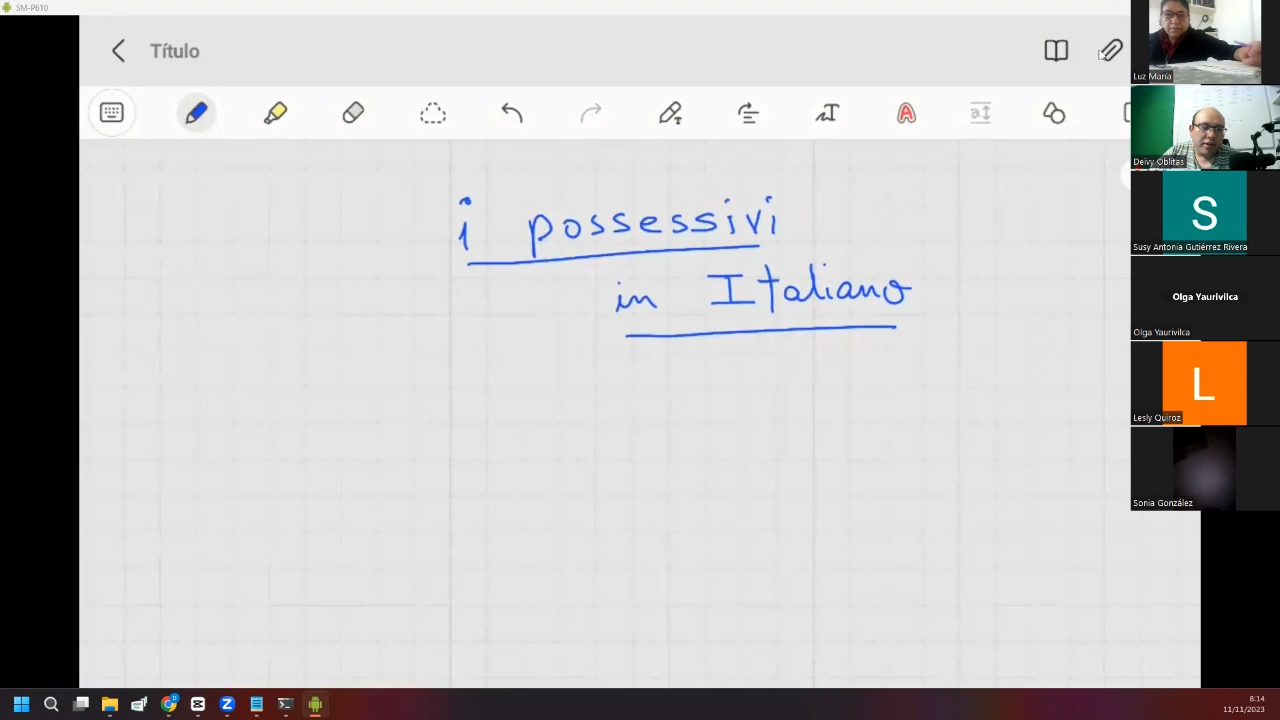 SM-P610
Título
i possessivi
in Italiano
Luz María
Deivy Oblitas
S
Susy Antonia Gutiérrez Rivera
Olga Yaurivilca
Olga Yaurivilca
L
Lesly Quiroz
Sonia González
8:14
11/11/2023